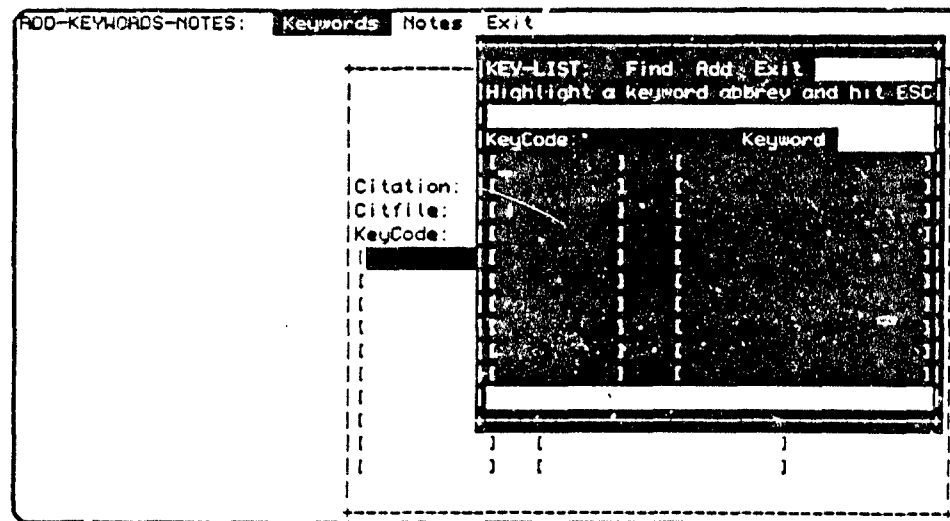 ADD-KEYWORDS-NOTES: Keywords Notes Exit
KEY-LIST: Find Add Exit
Highlight a keyword abbrev and hit ESC
KeyCode: Keyword
Citation:
Citfile:
KeyCode: